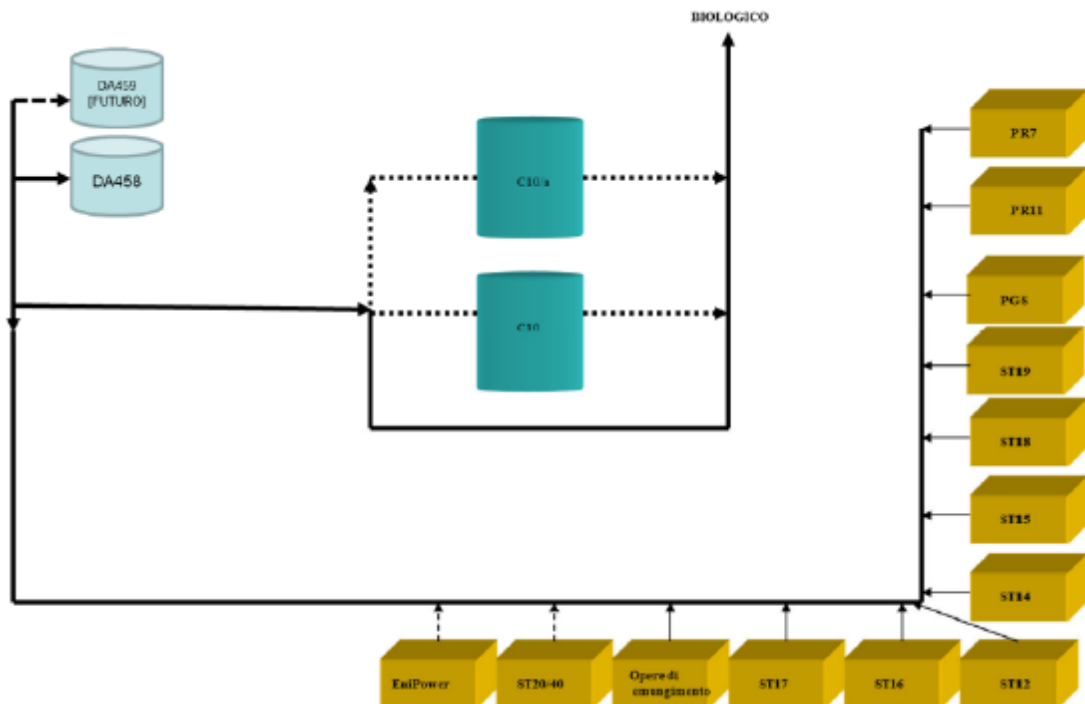 BIOLOGICO
DA459
[FUTURO]
DA458
C10/a
C10
PR7
PR11
PG8
ST19
ST18
ST15
ST14
EniPower
ST20/40
Opere di
emungimento
ST17
ST16
ST12